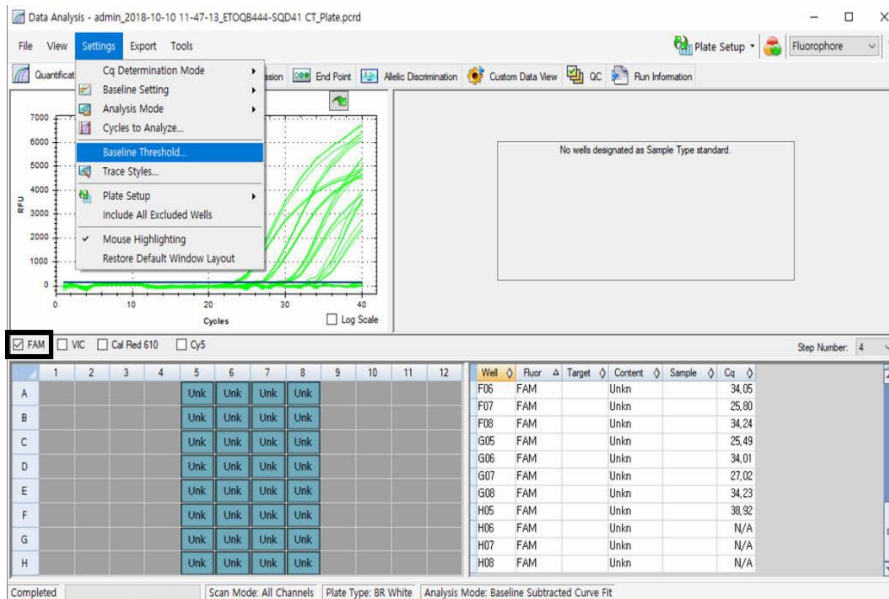 Data Analysis - admin_2018-10-10 11-47-13_ETOQB444-SQD41 CT_Plate.pcrd
File View Settings Export Tools Plate Setup Fluorophore
Quantificat ssion End Point Allelic Discrimination Custom Data View QC Run Information
Cq Determination Mode
Baseline Setting
Analysis Mode
Cycles to Analyze...
Baseline Threshold...
Trace Styles...
Plate Setup
Include All Excluded Wells
Mouse Highlighting
Restore Default Window Layout
7000
6000
5000
4000
3000
2000
1000
0
RFU
0 10 20 30 40
Cycles
Log Scale
No wells designated as Sample Type standard.
FAM VIC Cal Red 610 Cy5 Step Number: 4
1 2 3 4 5 6 7 8 9 10 11 12
A Unk Unk Unk Unk
B Unk Unk Unk Unk
C Unk Unk Unk Unk
D Unk Unk Unk Unk
E Unk Unk Unk Unk
F Unk Unk Unk Unk
G Unk Unk Unk Unk
H Unk Unk Unk Unk
Well Fluor Target Content Sample Cq
F06 FAM Unkn 34,05
F07 FAM Unkn 25,80
F08 FAM Unkn 34,24
G05 FAM Unkn 25,49
G06 FAM Unkn 34,01
G07 FAM Unkn 27,02
G08 FAM Unkn 34,23
H05 FAM Unkn 38,92
H06 FAM Unkn N/A
H07 FAM Unkn N/A
H08 FAM Unkn N/A
Completed Scan Mode: All Channels Plate Type: BR White Analysis Mode: Baseline Subtracted Curve Fit